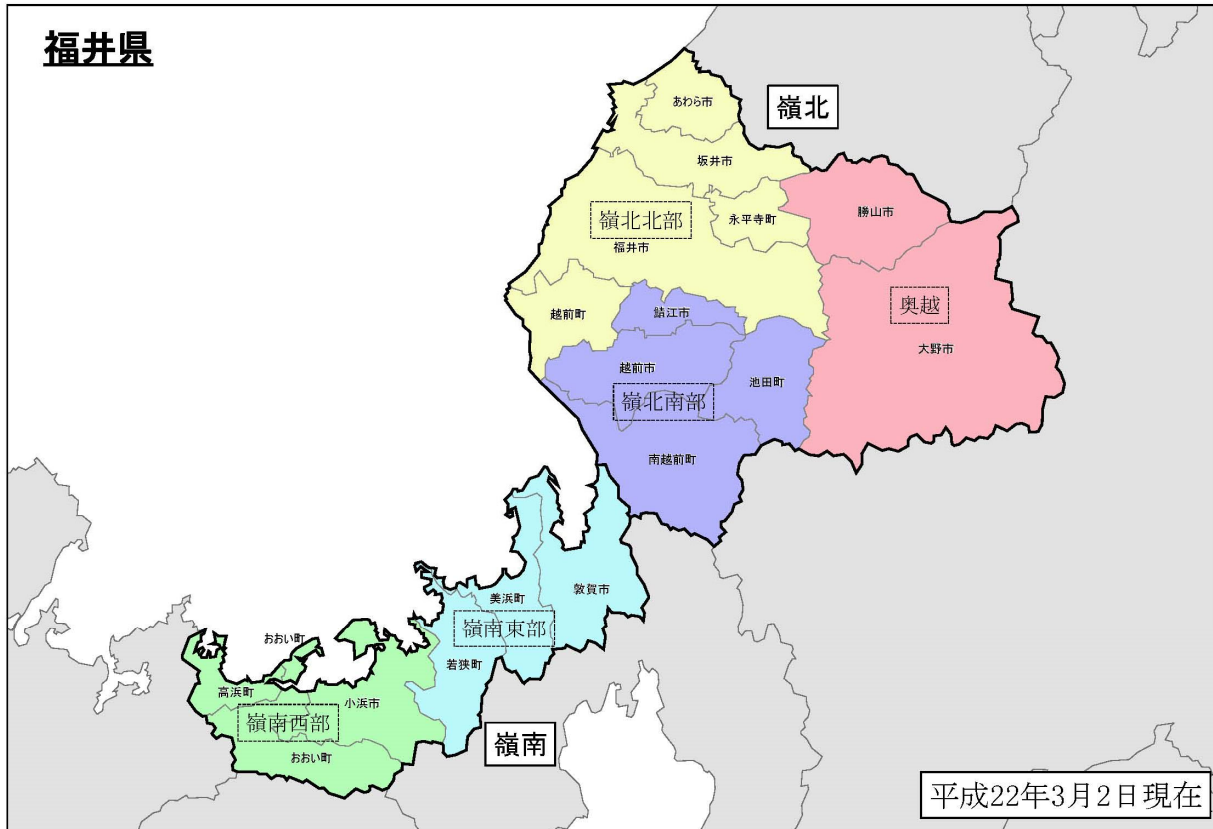 福井県
あわら市
嶺北
坂井市
勝山市
嶺北北部
永平寺町
福井市
奥越
越前町
鯖江市
大野市
越前市
池田町
嶺北南部
南越前町
敦賀市
美浜町
嶺南東部
おおい町
若狭町
高浜町
小浜市
嶺南西部
嶺南
おおい町
平成22年3月2日現在